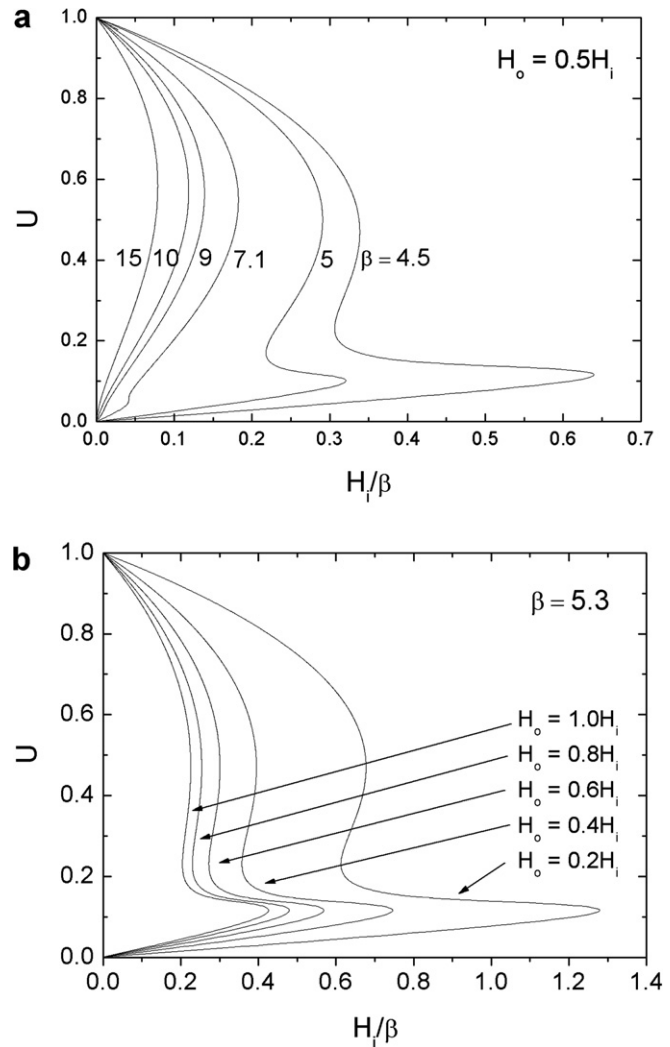 a
H_o = 0.5H_i
1.0
0.8
0.6
0.4
0.2
0.0
U
15 10 9 7.1 5 β = 4.5
0.0 0.1 0.2 0.3 0.4 0.5 0.6 0.7
H_i/β
b
β = 5.3
1.0
0.8
0.6
0.4
0.2
0.0
U
H_o = 1.0H_i
H_o = 0.8H_i
H_o = 0.6H_i
H_o = 0.4H_i
H_o = 0.2H_i
0.0 0.2 0.4 0.6 0.8 1.0 1.2 1.4
H_i/β